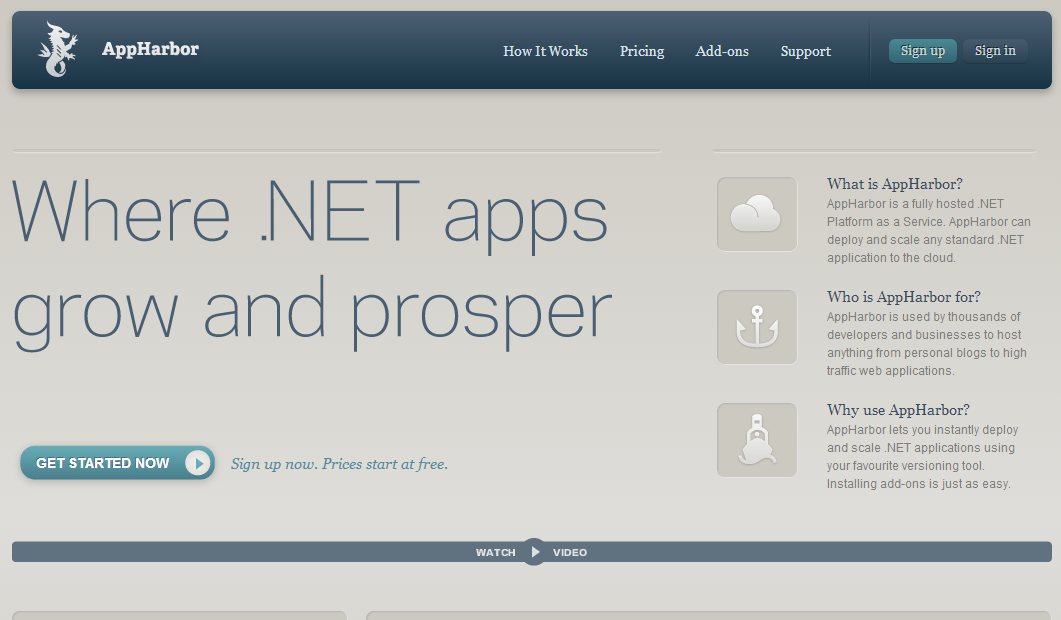 AppHarbor
How It Works
Pricing
Add-ons
Support
Sign up
Sign in
Where .NET apps
grow and prosper
GET STARTED NOW
Sign up now. Prices start at free.
What is AppHarbor?
AppHarbor is a fully hosted .NET
Platform as a Service. AppHarbor can
deploy and scale any standard .NET
application to the cloud.
Who is AppHarbor for?
AppHarbor is used by thousands of
developers and businesses to host
anything from personal blogs to high
traffic web applications.
Why use AppHarbor?
AppHarbor lets you instantly deploy
and scale .NET applications using
your favourite versioning tool.
Installing add-ons is just as easy.
WATCH VIDEO